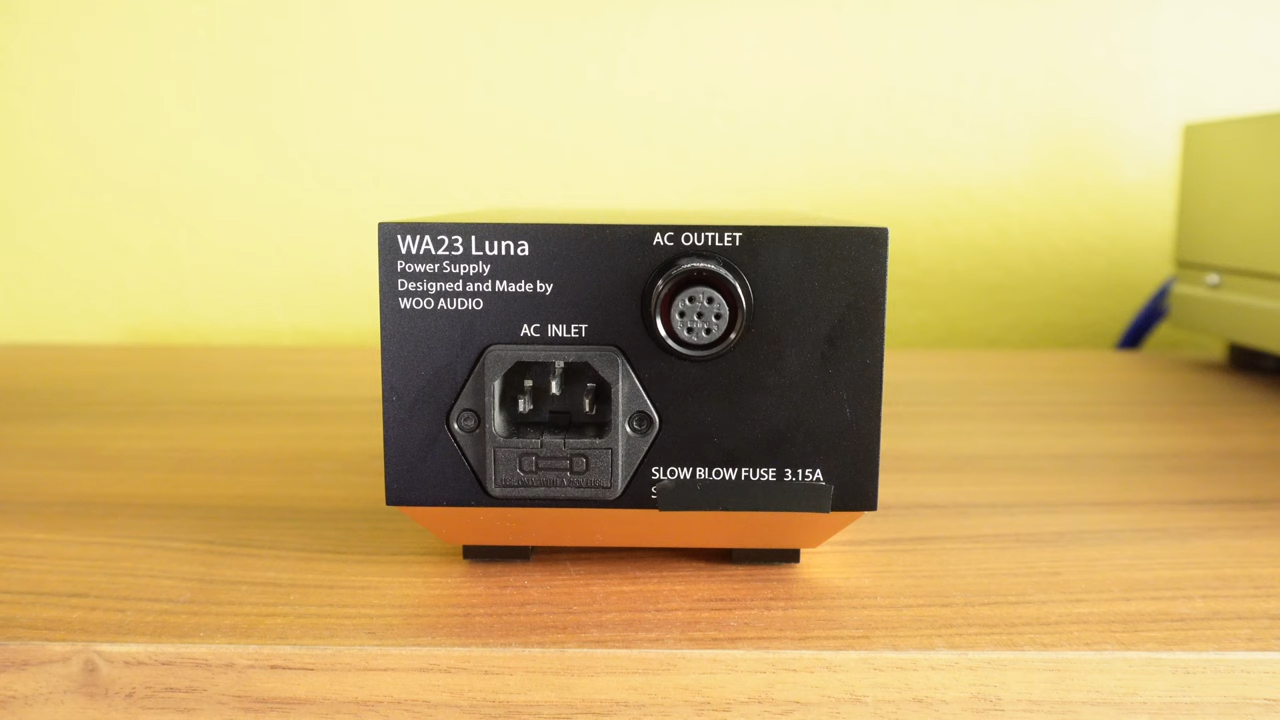 WA23 Luna
Power Supply
Designed and Made by
WOO AUDIO
AC OUTLET
AC INLET
SLOW BLOW FUSE 3.15A